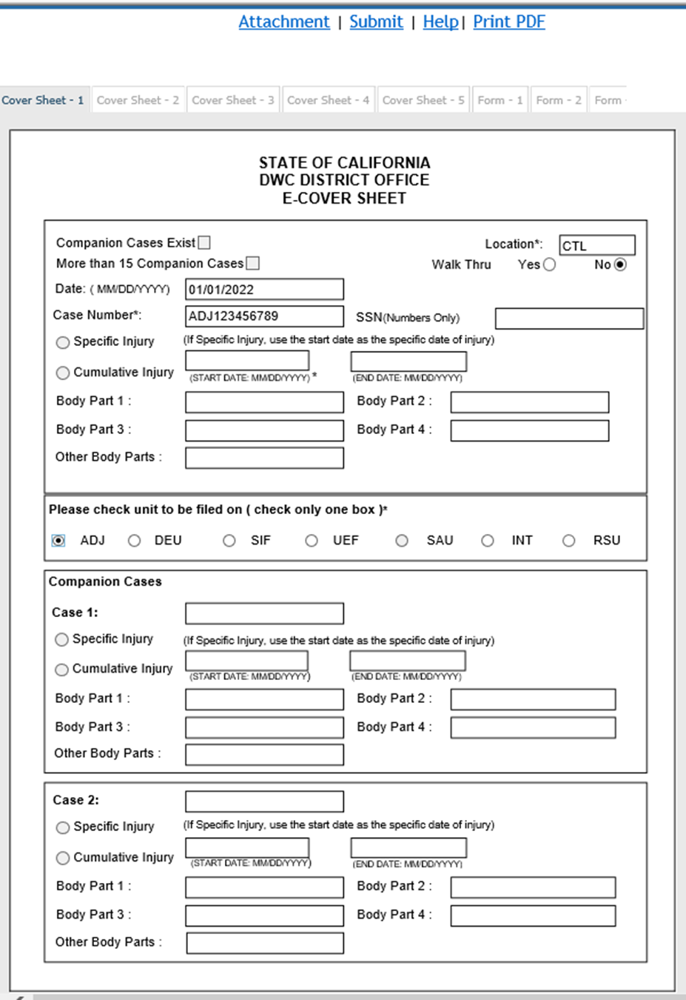 Attachment | Submit | Help| Print PDF
Cover Sheet - 1 Cover Sheet - 2 Cover Sheet - 3 Cover Sheet - 4 Cover Sheet - 5 Form - 1 Form - 2 Form -
STATE OF CALIFORNIA
DWC DISTRICT OFFICE
E-COVER SHEET
Companion Cases Exist Location*: CTL
More than 15 Companion Cases Walk Thru Yes No
Date: ( MM/DD/YYYY) 01/01/2022
Case Number*: ADJ123456789 SSN(Numbers Only)
Specific Injury (If Specific Injury, use the start date as the specific date of injury)
Cumulative Injury (START DATE: MM/DD/YYYY) * (END DATE: MM/DD/YYYY)
Body Part 1 : Body Part 2 :
Body Part 3 : Body Part 4 :
Other Body Parts :
Please check unit to be filed on ( check only one box )*
ADJ DEU SIF UEF SAU INT RSU
Companion Cases
Case 1:
Specific Injury (If Specific Injury, use the start date as the specific date of injury)
Cumulative Injury (START DATE: MM/DD/YYYY) (END DATE: MM/DD/YYYY)
Body Part 1 : Body Part 2 :
Body Part 3 : Body Part 4 :
Other Body Parts :
Case 2:
Specific Injury (If Specific Injury, use the start date as the specific date of injury)
Cumulative Injury (START DATE: MM/DD/YYYY) (END DATE: MM/DD/YYYY)
Body Part 1 : Body Part 2 :
Body Part 3 : Body Part 4 :
Other Body Parts :